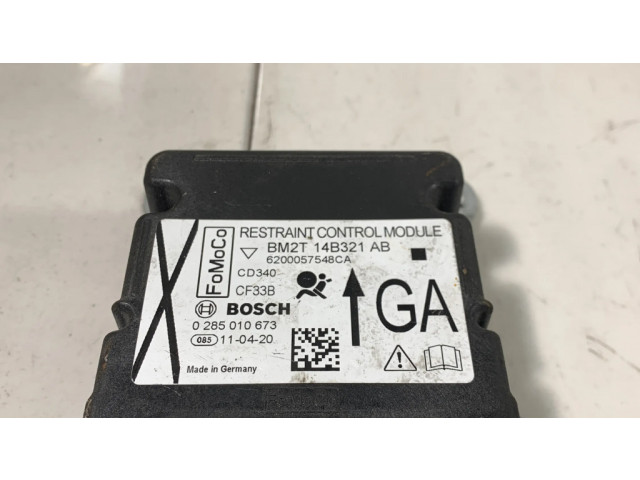 RESTRAINT CONTROL MODULE
BM2T 14B321 AB
6200057548CA
FoMoCo
CD340
CF33B
BOSCH
GA
0 285 010 673
085 11-04-20
Made in Germany